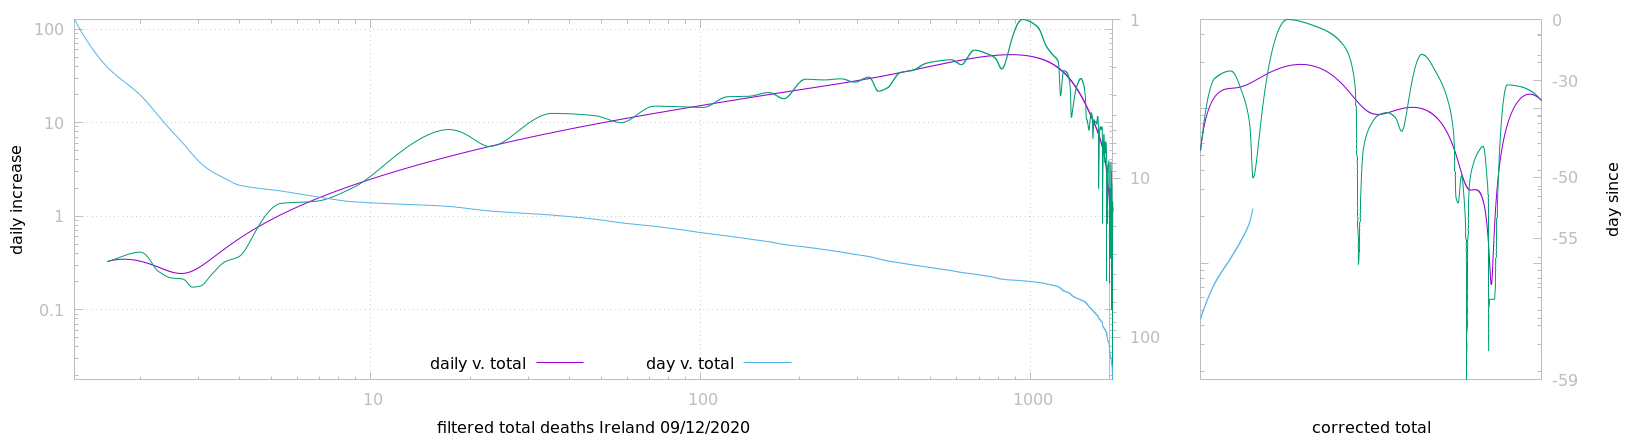 100
10
1
0.1
daily increase
1
10
100
daily v. total
day v. total
10
100
1000
filtered total deaths Ireland 09/12/2020
0
-30
-50
-55
-59
day since
corrected total